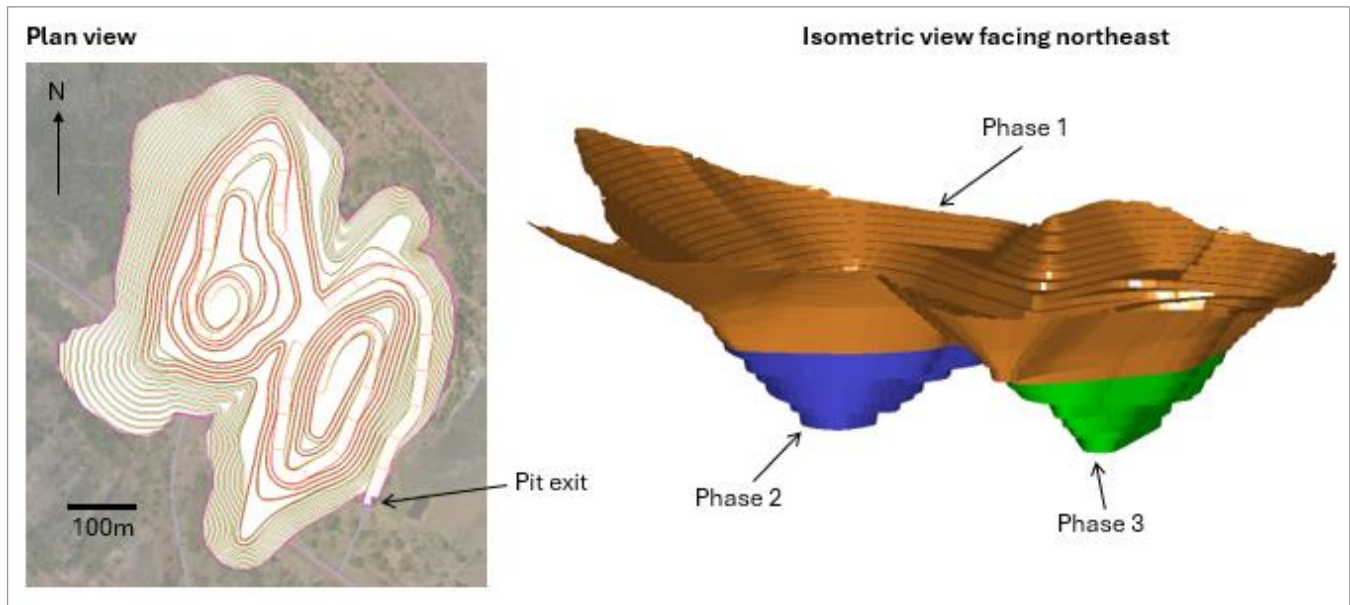 Plan view
Isometric view facing northeast
N
Phase 1
Pit exit
100m
Phase 2
Phase 3